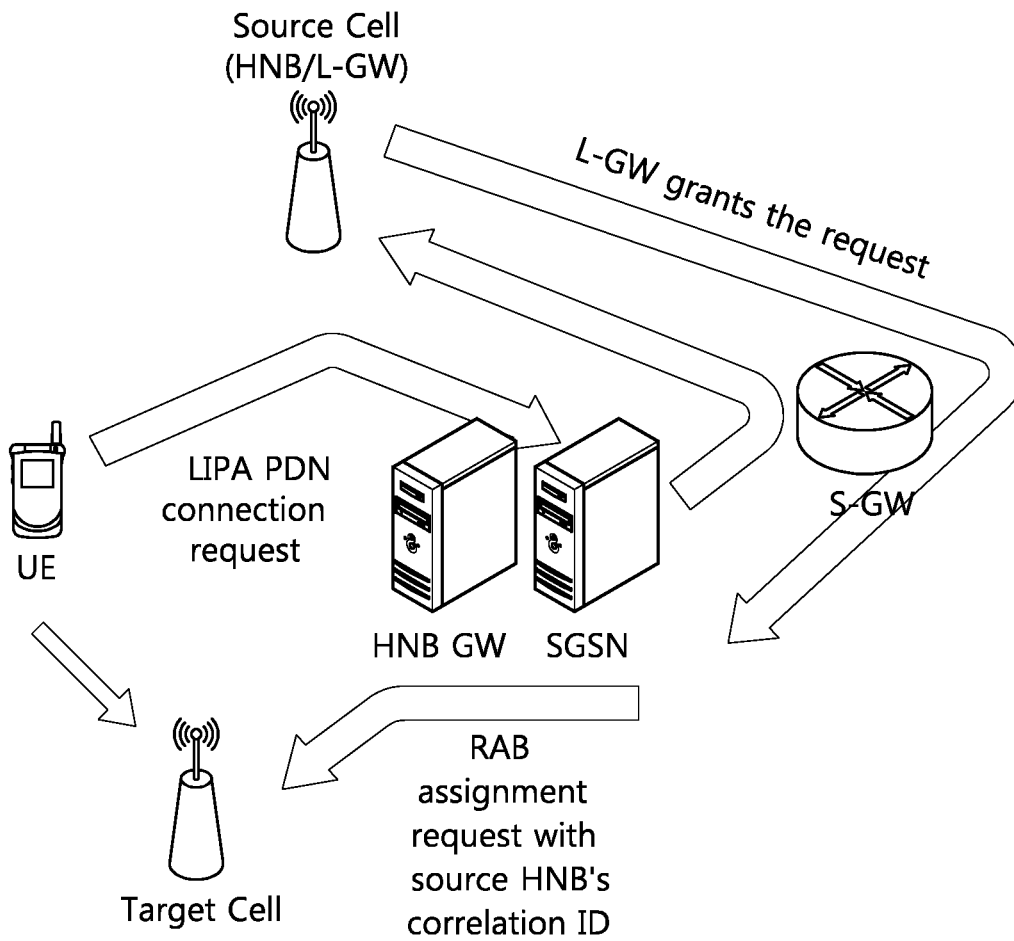 Source Cell
(HNB/L-GW)
L-GW grants the request
LIPA PDN
connection
request
S-GW
UE
HNB GW
SGSN
RAB
assignment
request with
source HNB's
correlation ID
Target Cell